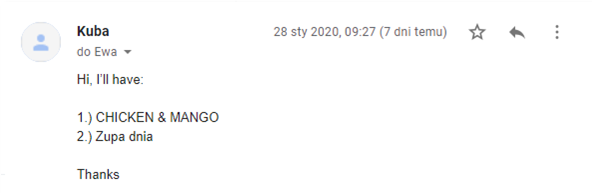 Kuba
28 sty 2020, 09:27 (7 dni temu)
do Ewa
Hi, I'll have:
1.) CHICKEN & MANGO
2.) Zupa dnia
Thanks